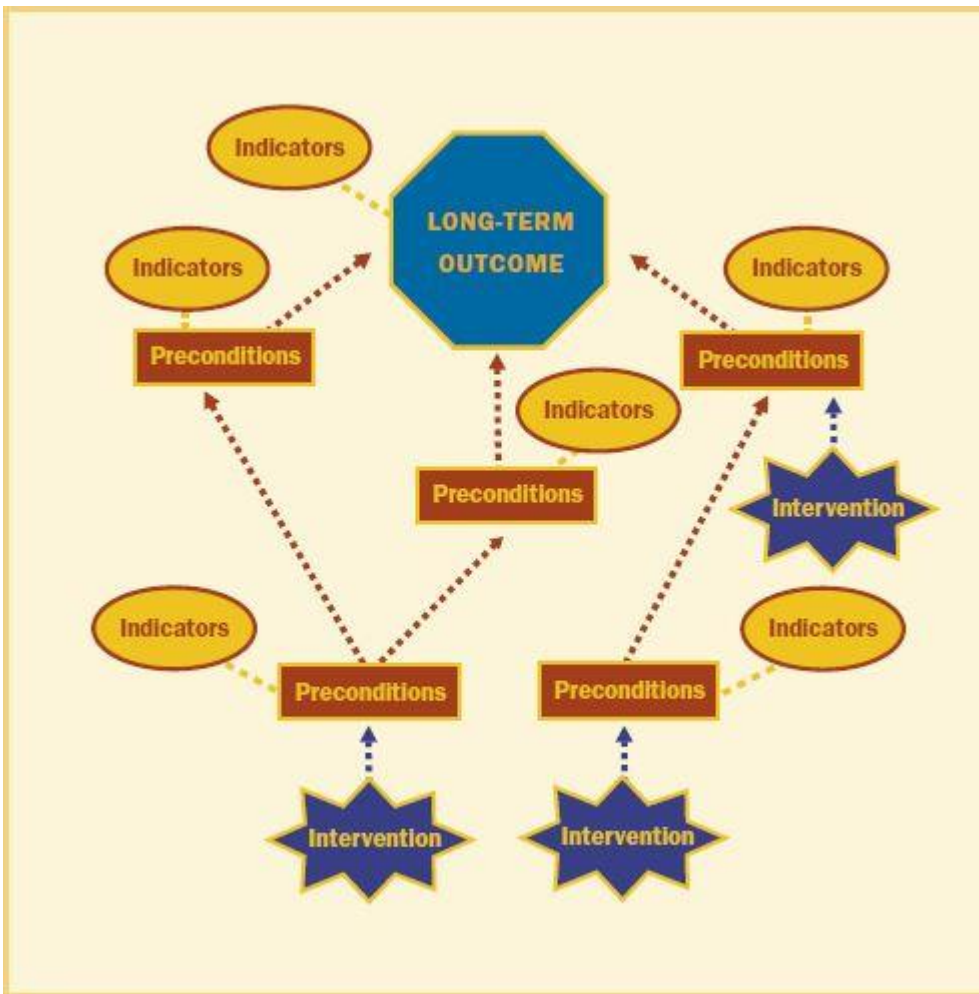 Indicators
LONG-TERM
OUTCOME
Indicators
Indicators
Preconditions
Preconditions
Indicators
Preconditions
Intervention
Indicators
Indicators
Preconditions
Preconditions
Intervention
Intervention